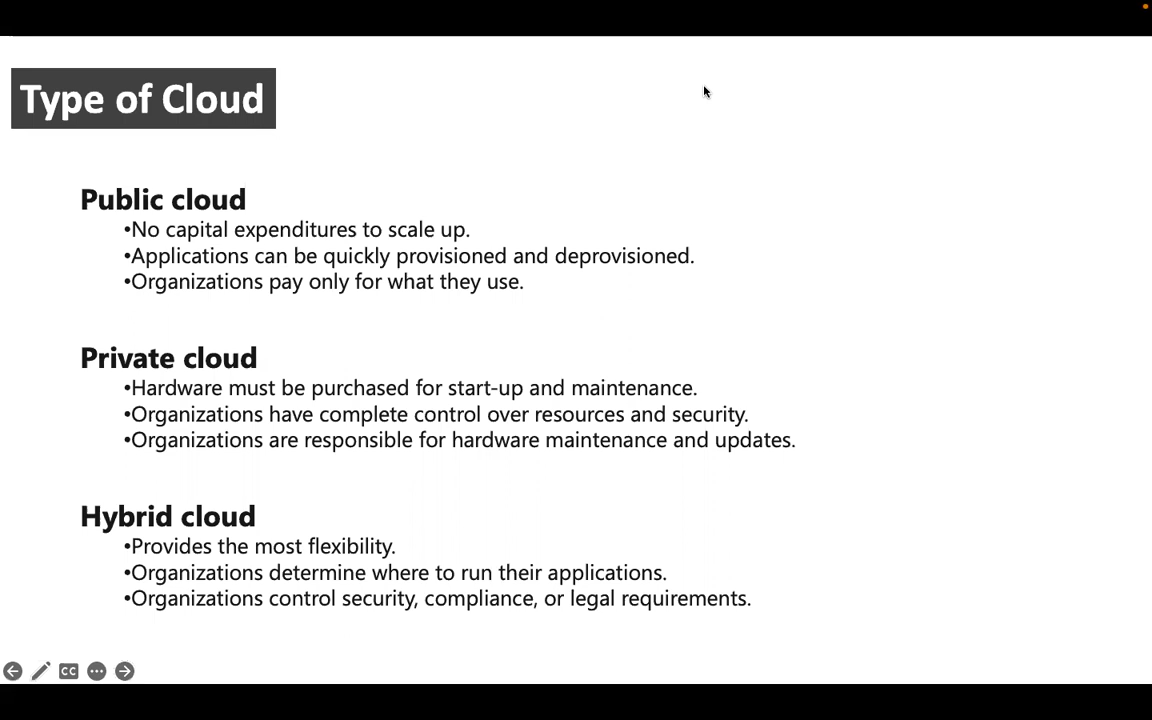 Type of Cloud
Public cloud
•No capital expenditures to scale up.
•Applications can be quickly provisioned and deprovisioned.
•Organizations pay only for what they use.
Private cloud
•Hardware must be purchased for start-up and maintenance.
•Organizations have complete control over resources and security.
•Organizations are responsible for hardware maintenance and updates.
Hybrid cloud
•Provides the most flexibility.
•Organizations determine where to run their applications.
•Organizations control security, compliance, or legal requirements.
CC